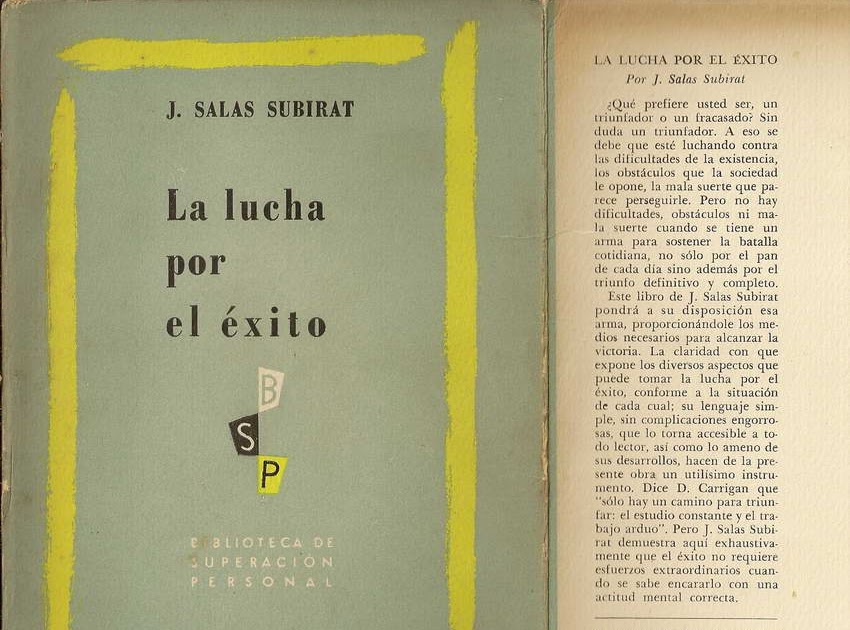 J. SALAS SUBIRAT
La lucha
por
el éxito
B
S
P
BIBLIOTECA DE
SUPERACIÓN
PERSONAL
LA LUCHA POR EL ÉXITO
Por J. Salas Subirat
¿Qué prefiere usted ser, un
triunfador o un fracasado? Sin
duda un triunfador. A eso se
debe que esté luchando contra
las dificultades de la existencia,
los obstáculos que la sociedad
le opone, la mala suerte que pa-
rece perseguirle. Pero no hay
dificultades, obstáculos ni ma-
la suerte cuando se tiene un
arma para sostener la batalla
cotidiana, no sólo por el pan
de cada día sino además por el
triunfo definitivo y completo.
Este libro de J. Salas Subirat
pondrá a su disposición esa
arma, proporcionándole los me-
dios necesarios para alcanzar la
victoria. La claridad con que
expone los diversos aspectos que
puede tomar la lucha por el
éxito, conforme a la situación
de cada cual; su lenguaje sim-
ple, sin complicaciones engorro-
sas, que lo torna accesible a to-
do lector, así como lo ameno de
sus desarrollos, hacen de la pre-
sente obra un utilísimo instru-
mento. Dice D. Carrigan que
"sólo hay un camino para triun-
far: el estudio constante y el tra-
bajo arduo". Pero J. Salas Subi-
rat demuestra aquí exhaustiva-
mente que el éxito no requiere
esfuerzos extraordinarios cuan-
do se sabe encararlo con una
actitud mental correcta.